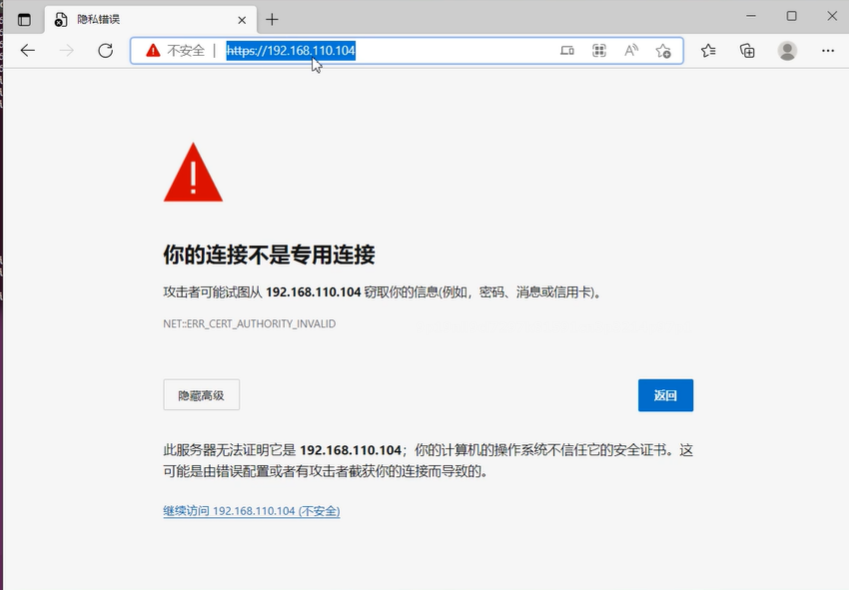 隐私错误
不安全 | https://192.168.110.104
你的连接不是专用连接
攻击者可能试图从 192.168.110.104 窃取你的信息(例如，密码、消息或信用卡)。
NET::ERR_CERT_AUTHORITY_INVALID
隐藏高级
返回
此服务器无法证明它是 192.168.110.104；你的计算机的操作系统不信任它的安全证书。这
可能是由错误配置或者有攻击者截获你的连接而导致的。
继续访问 192.168.110.104 (不安全)